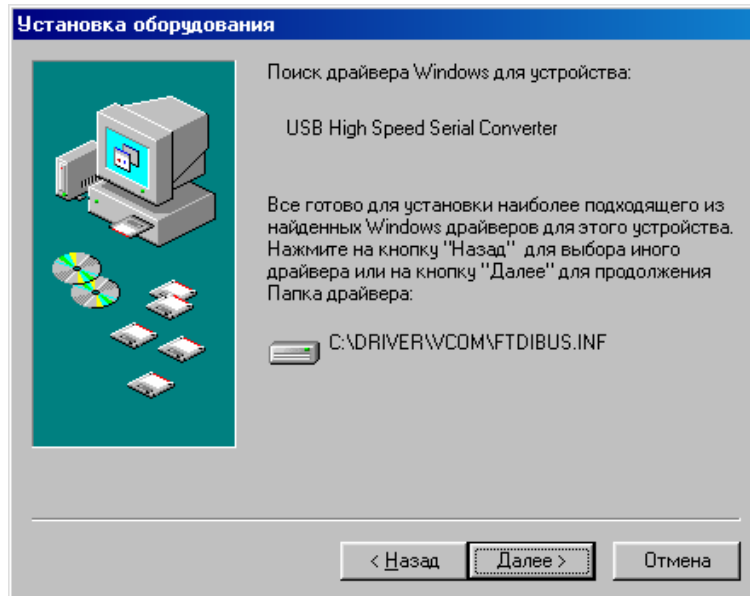 Установка оборудования
Поиск драйвера Windows для устройства:
USB High Speed Serial Converter
Все готово для установки наиболее подходящего из
найденных Windows драйверов для этого устройства.
Нажмите на кнопку "Назад" для выбора иного
драйвера или на кнопку "Далее" для продолжения
Папка драйвера:
C:\DRIVER\VCOM\FTDIBUS.INF
< Назад
Далее >
Отмена